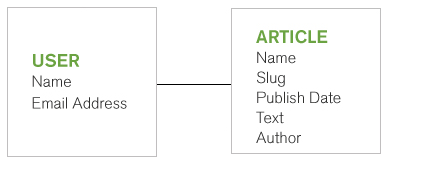 USER
Name
Email Address
ARTICLE
Name
Slug
Publish Date
Text
Author